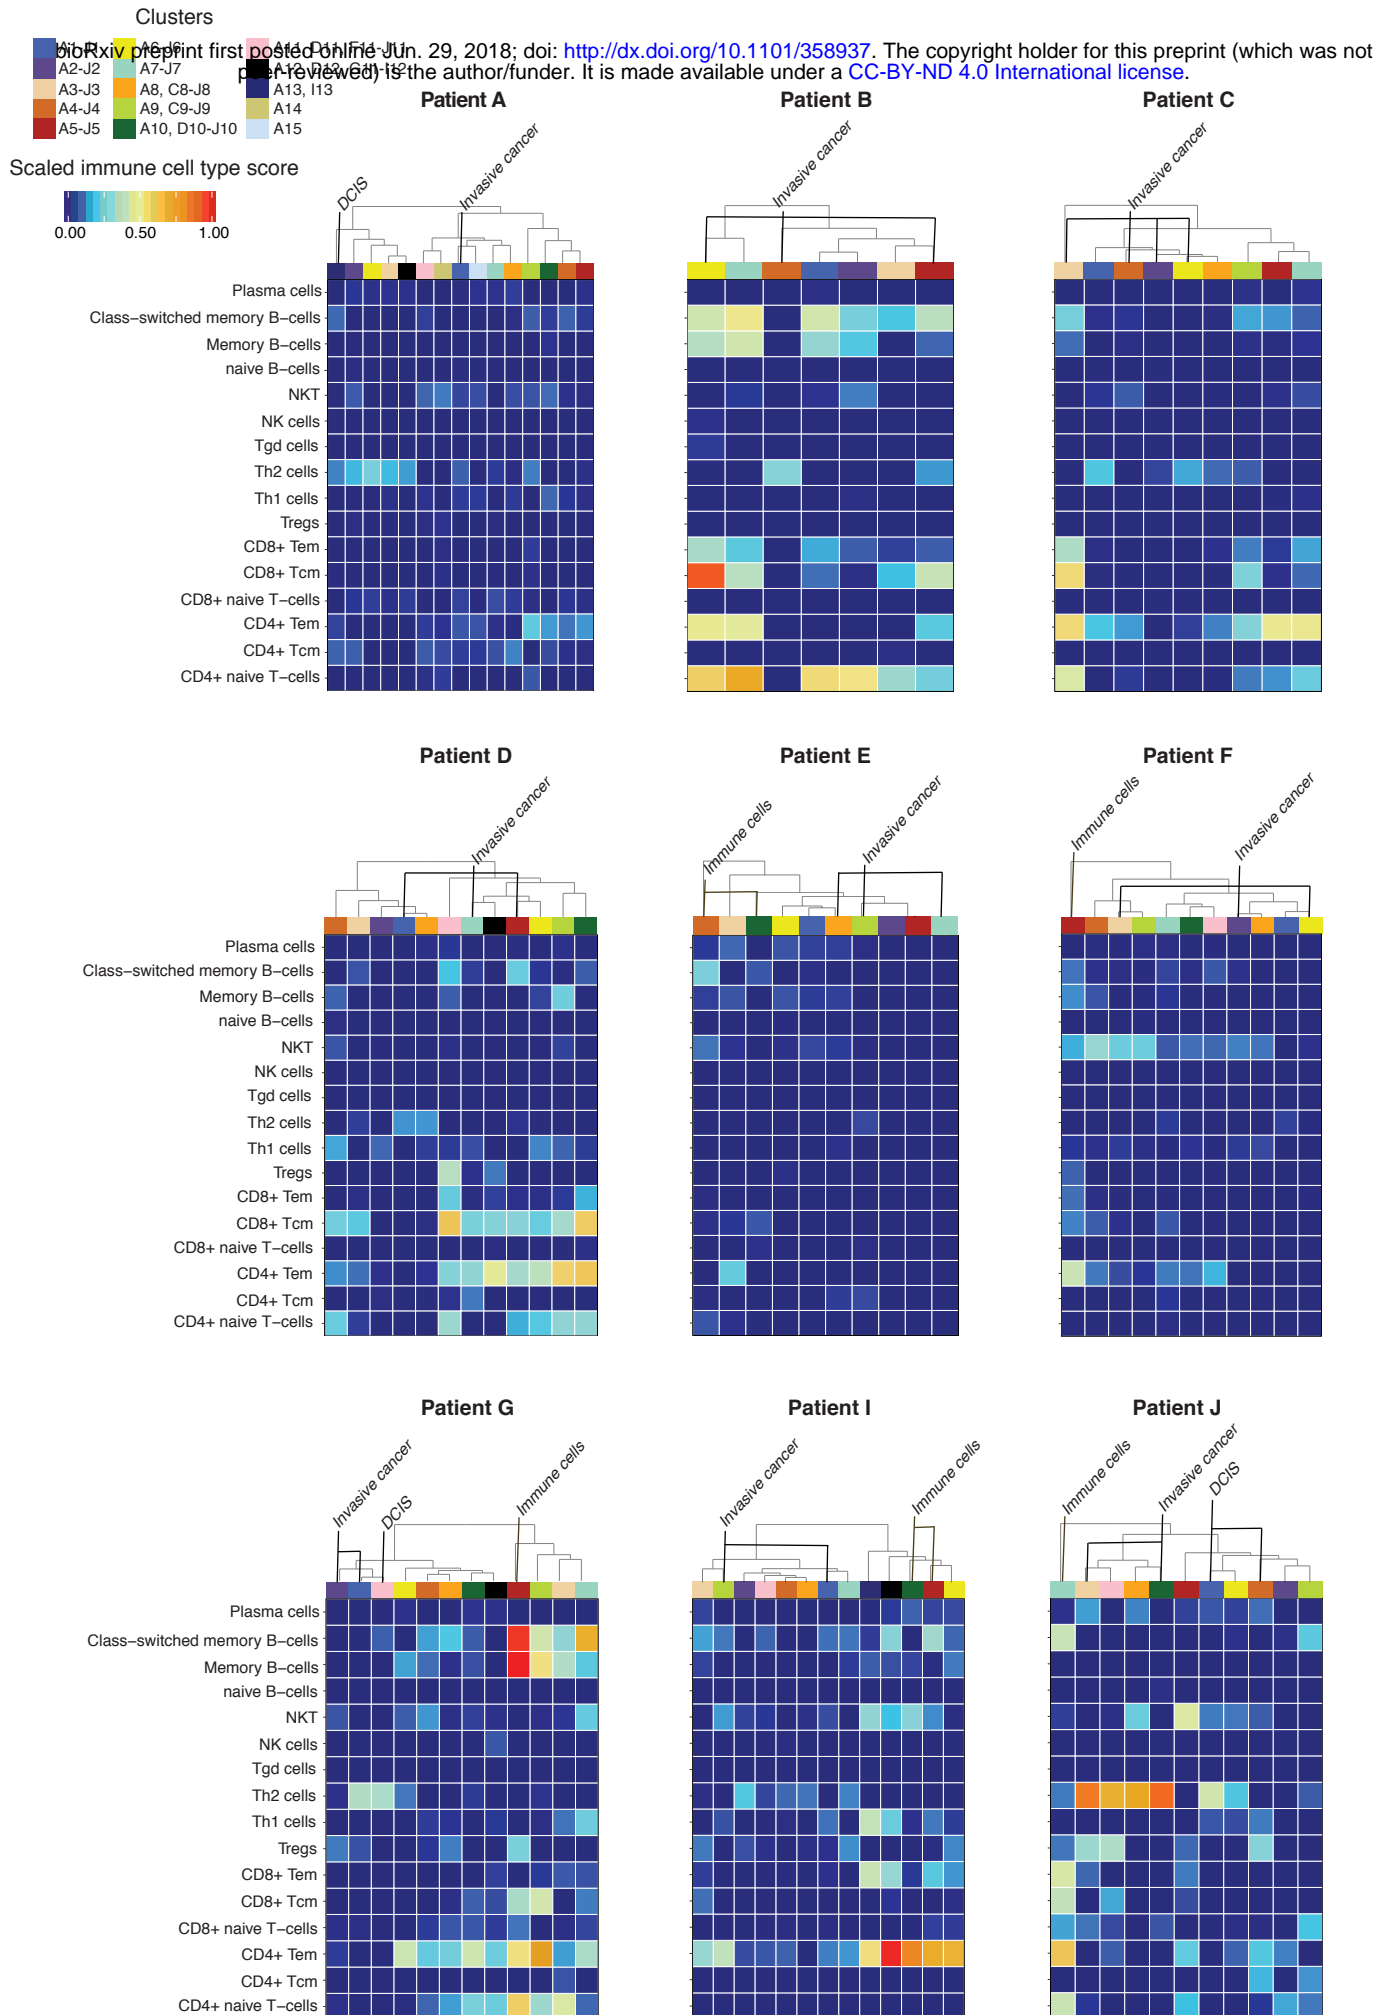 Clusters
bioRxiv preprint first posted online Jun. 29, 2018; doi: http://dx.doi.org/10.1101/358937. The copyright holder for this preprint (which was not
peer-reviewed) is the author/funder. It is made available under a CC-BY-ND 4.0 International license.
A1-J1 A6-J6
A2-J2 A7-J7
A3-J3 A8, C8-J8 A13, I13
A4-J4 A9, C9-J9 A14
A5-J5 A10, D10-J10 A15
Scaled immune cell type score
0.00 0.50 1.00
Patient A Patient B Patient C
DCIS Invasive cancer Invasive cancer Invasive cancer
Plasma cells
Class-switched memory B-cells
Memory B-cells
naive B-cells
NKT
NK cells
Tgd cells
Th2 cells
Th1 cells
Tregs
CD8+ Tem
CD8+ Tcm
CD8+ naive T-cells
CD4+ Tem
CD4+ Tcm
CD4+ naive T-cells
Patient D Patient E Patient F
Invasive cancer Immune cells Invasive cancer Immune cells Invasive cancer
Plasma cells
Class-switched memory B-cells
Memory B-cells
naive B-cells
NKT
NK cells
Tgd cells
Th2 cells
Th1 cells
Tregs
CD8+ Tem
CD8+ Tcm
CD8+ naive T-cells
CD4+ Tem
CD4+ Tcm
CD4+ naive T-cells
Patient G Patient I Patient J
Invasive cancer DCIS Immune cells Invasive cancer Immune cells Immune cells Invasive cancer DCIS
Plasma cells
Class-switched memory B-cells
Memory B-cells
naive B-cells
NKT
NK cells
Tgd cells
Th2 cells
Th1 cells
Tregs
CD8+ Tem
CD8+ Tcm
CD8+ naive T-cells
CD4+ Tem
CD4+ Tcm
CD4+ naive T-cells